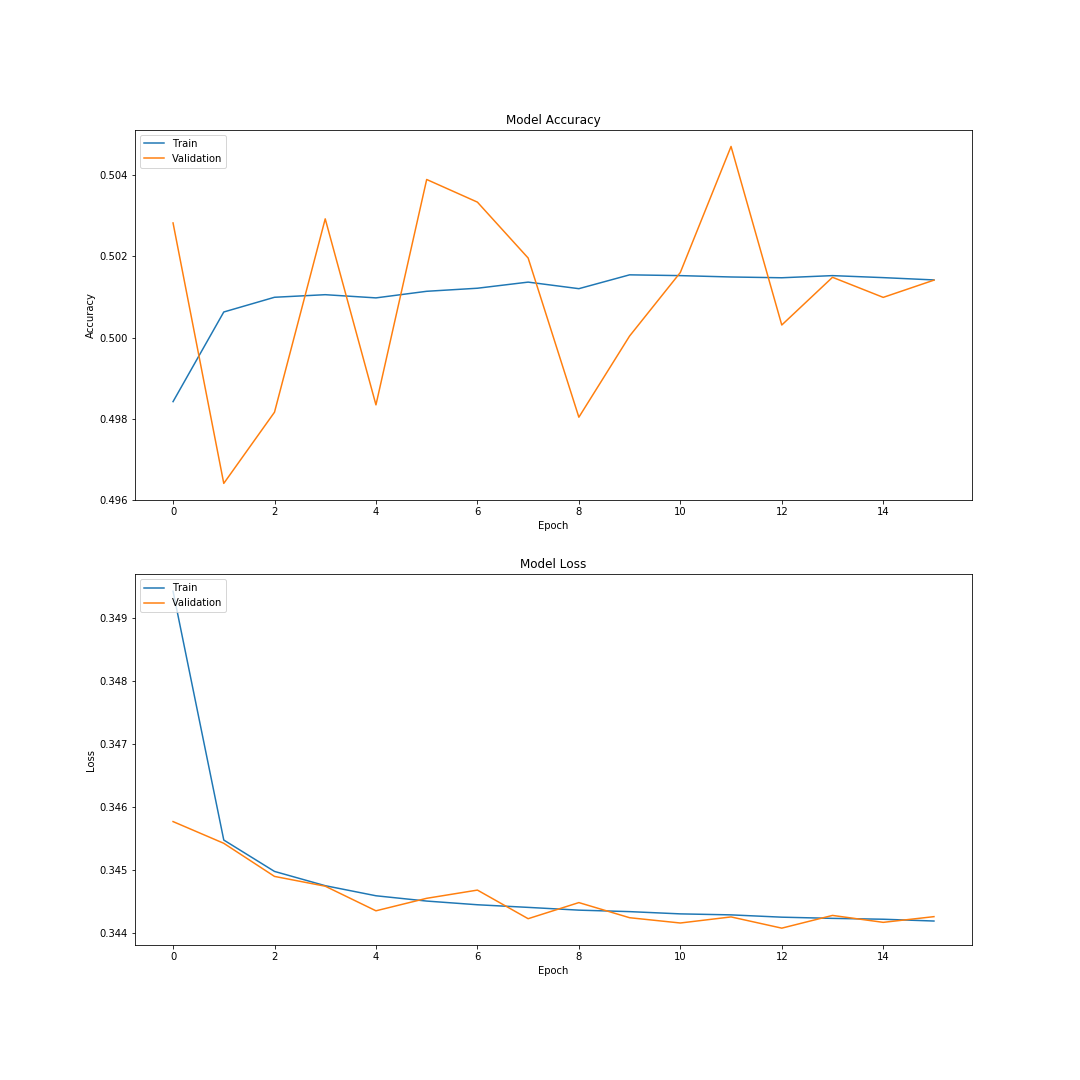 Model Accuracy
Train
Validation
0.504
0.502
0.500
0.498
0.496
Accuracy
0 2 4 6 8 10 12 14
Epoch
Model Loss
Train
Validation
0.349
0.348
0.347
0.346
0.345
0.344
Loss
0 2 4 6 8 10 12 14
Epoch